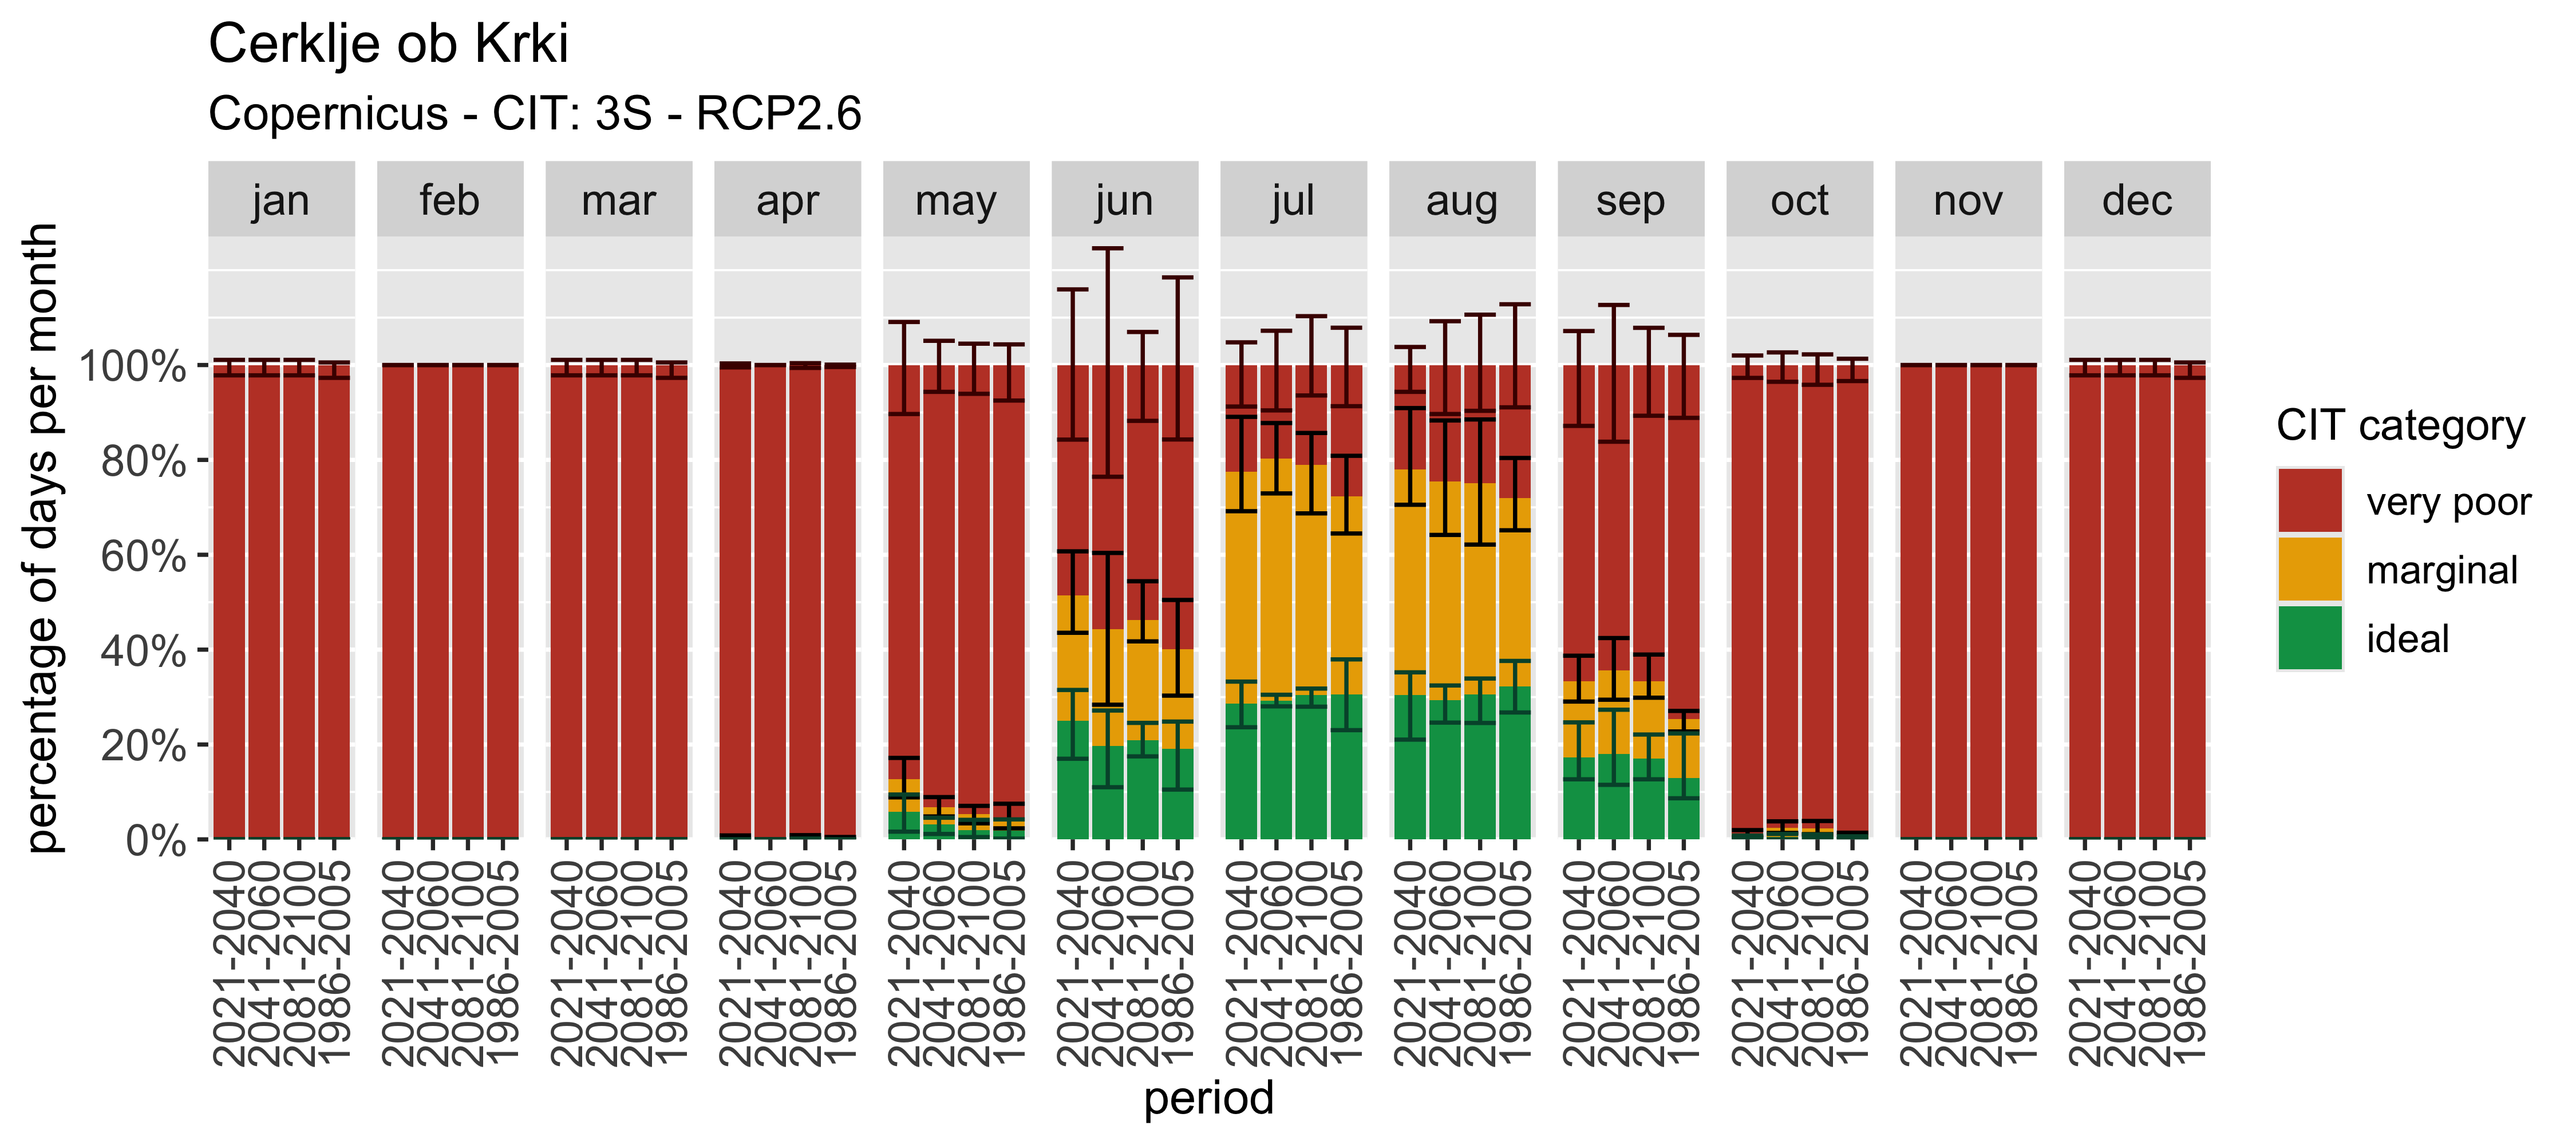 Cerklje ob Krki
Copernicus - CIT: 3S - RCP2.6
jan feb mar apr may jun jul aug sep oct nov dec
percentage of days per month
100%
80%
60%
40%
20%
0%
2021-2040 2041-2060 2081-2100 1986-2005 2021-2040 2041-2060 2081-2100 1986-2005 2021-2040 2041-2060 2081-2100 1986-2005 2021-2040 2041-2060 2081-2100 1986-2005 2021-2040 2041-2060 2081-2100 1986-2005 2021-2040 2041-2060 2081-2100 1986-2005 2021-2040 2041-2060 2081-2100 1986-2005 2021-2040 2041-2060 2081-2100 1986-2005 2021-2040 2041-2060 2081-2100 1986-2005 2021-2040 2041-2060 2081-2100 1986-2005 2021-2040 2041-2060 2081-2100 1986-2005 2021-2040 2041-2060 2081-2100 1986-2005
period
CIT category
very poor
marginal
ideal